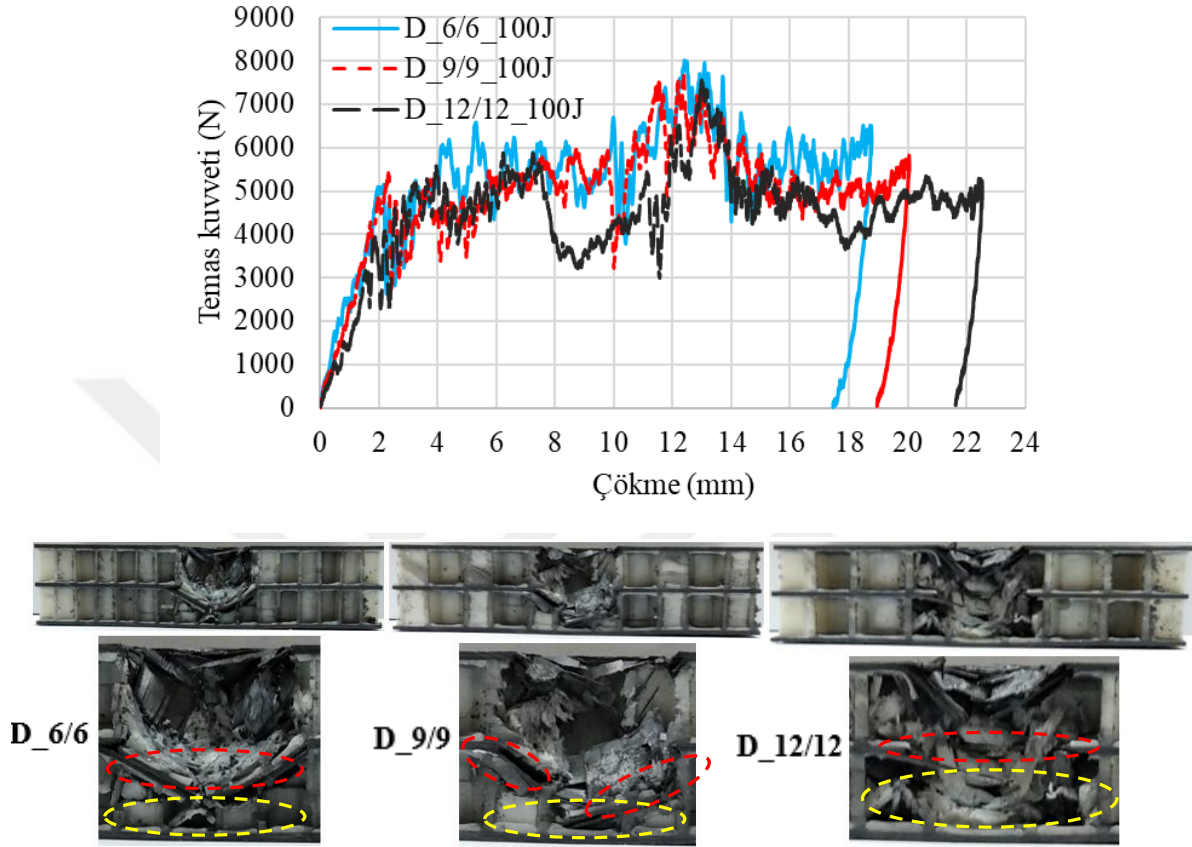 9000
8000
7000
6000
5000
4000
3000
2000
1000
0
Temas kuvveti (N)
D_6/6_100J
D_9/9_100J
D_12/12_100J
0 2 4 6 8 10 12 14 16 18 20 22 24
Çökme (mm)
D_6/6
D_9/9
D_12/12